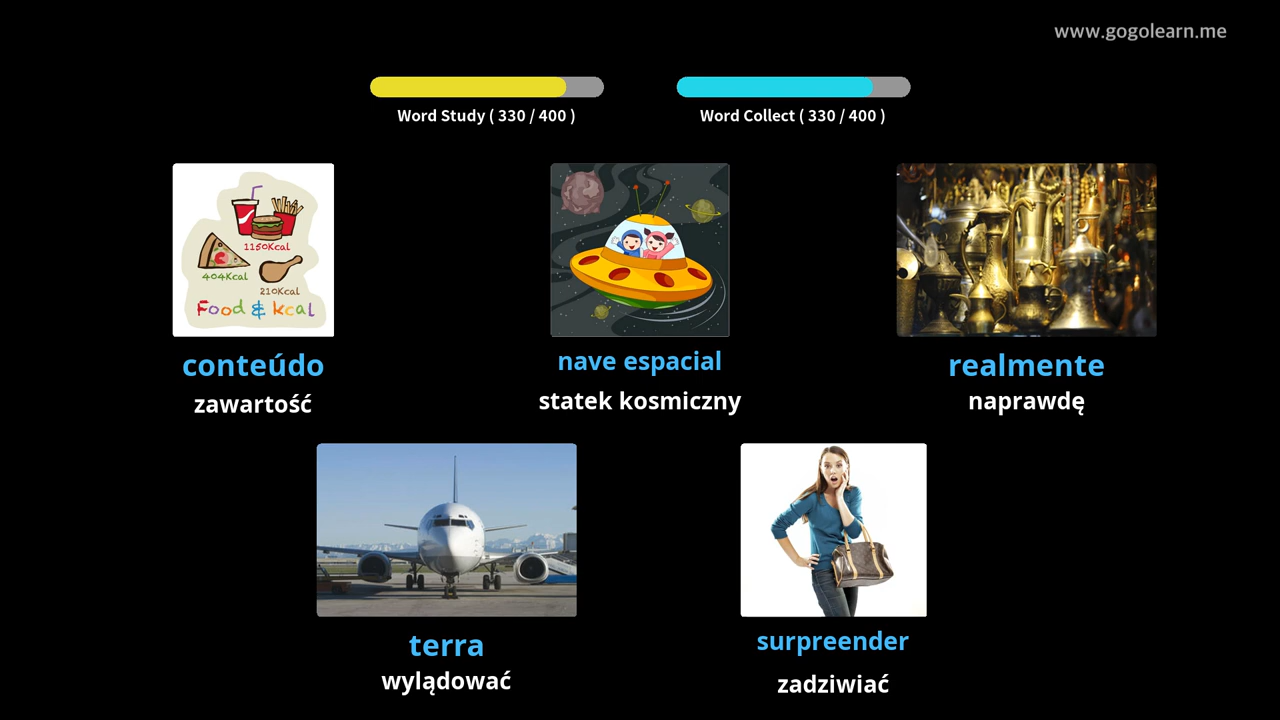 www.gogolearn.me
Word Study ( 330 / 400 )
Word Collect ( 330 / 400 )
1150Kcal
404Kcal
210Kcal
Food & kcal
conteúdo
zawartość
nave espacial
statek kosmiczny
realmente
naprawdę
terra
wylądować
surpreender
zadziwiać